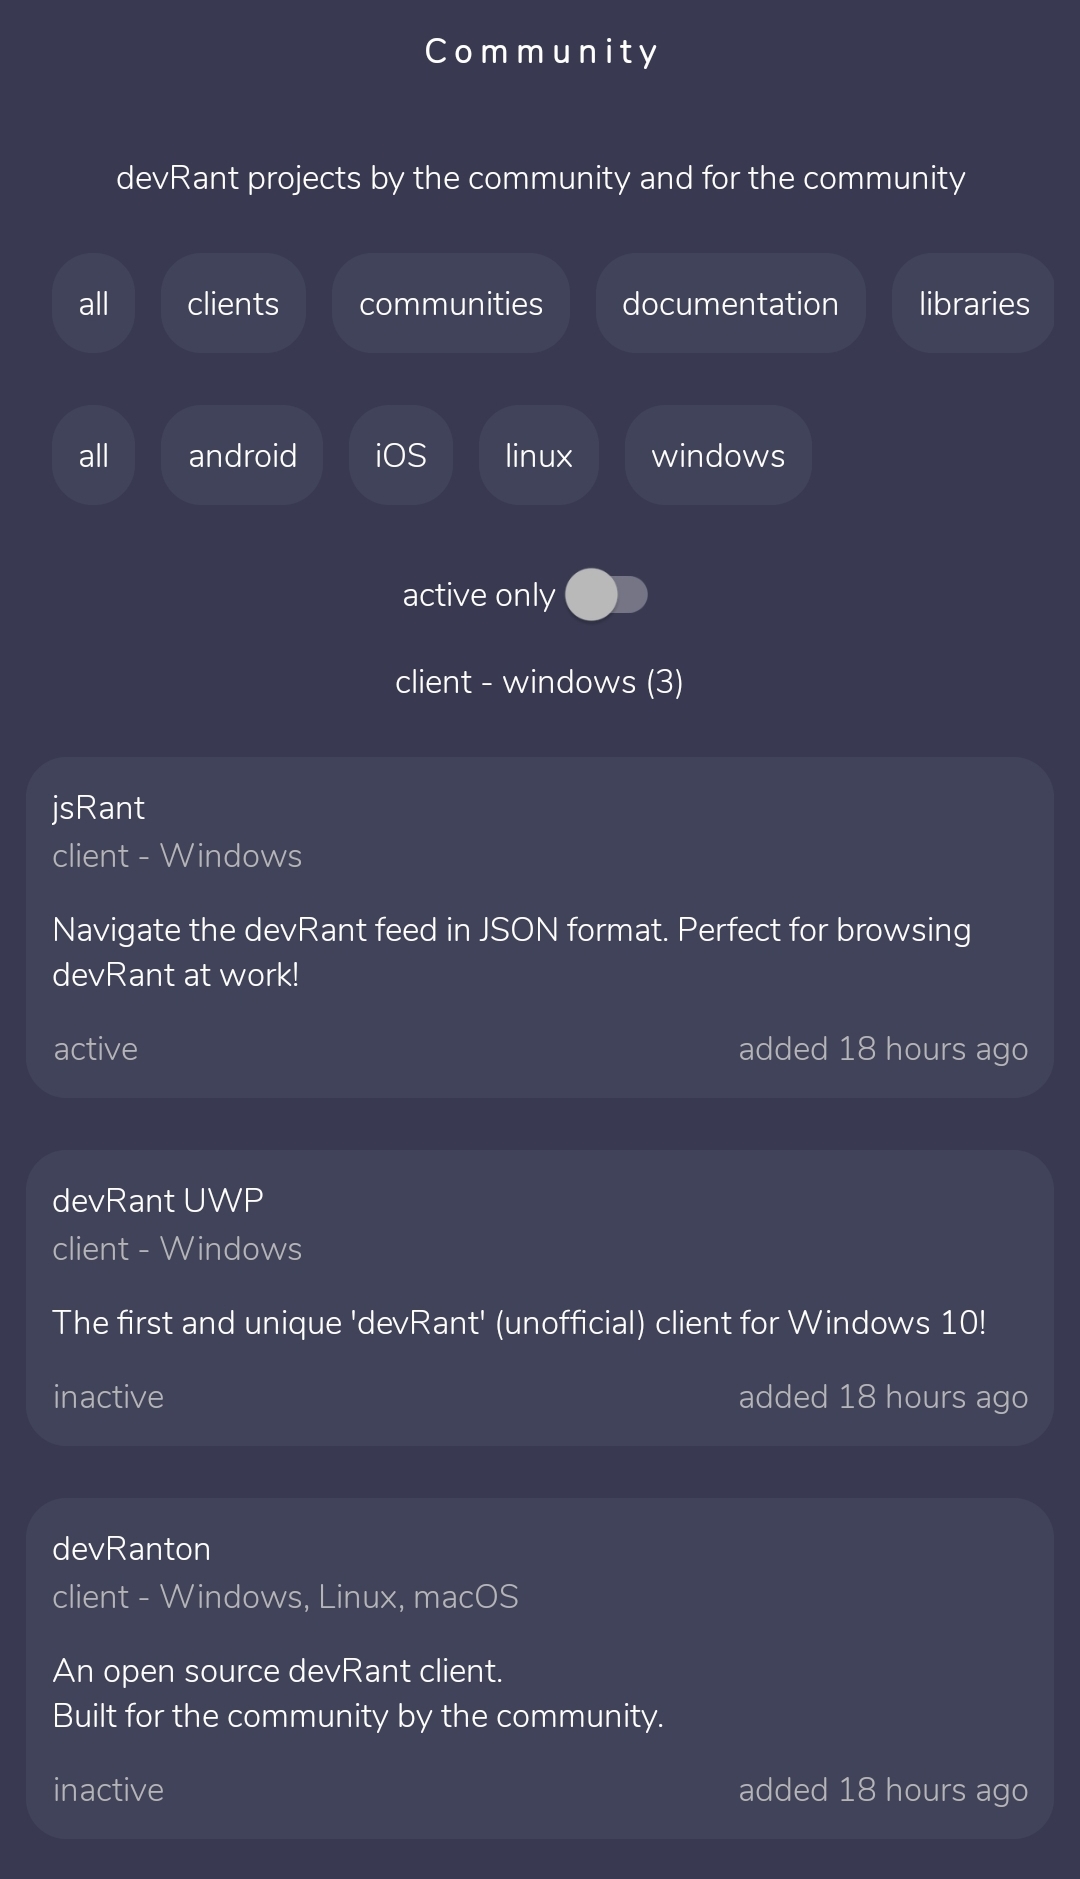 Community
devRant projects by the community and for the community
all clients communities documentation libraries
all android iOS linux windows
active only
client - windows (3)
jsRant
client - Windows
Navigate the devRant feed in JSON format. Perfect for browsing
devRant at work!
active added 18 hours ago
devRant UWP
client - Windows
The first and unique 'devRant' (unofficial) client for Windows 10!
inactive added 18 hours ago
devRanton
client - Windows, Linux, macOS
An open source devRant client.
Built for the community by the community.
inactive added 18 hours ago